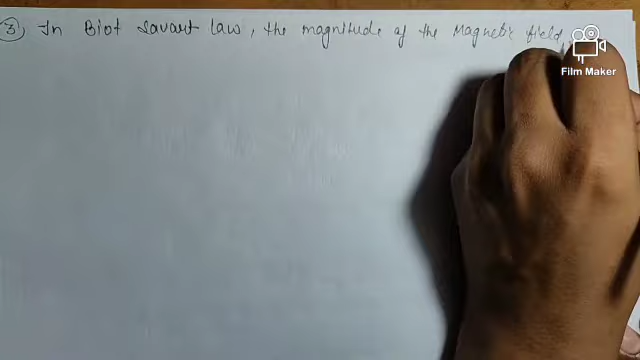 ③ In Biot Savart law, the magnitude of the Magnetic field
Film Maker